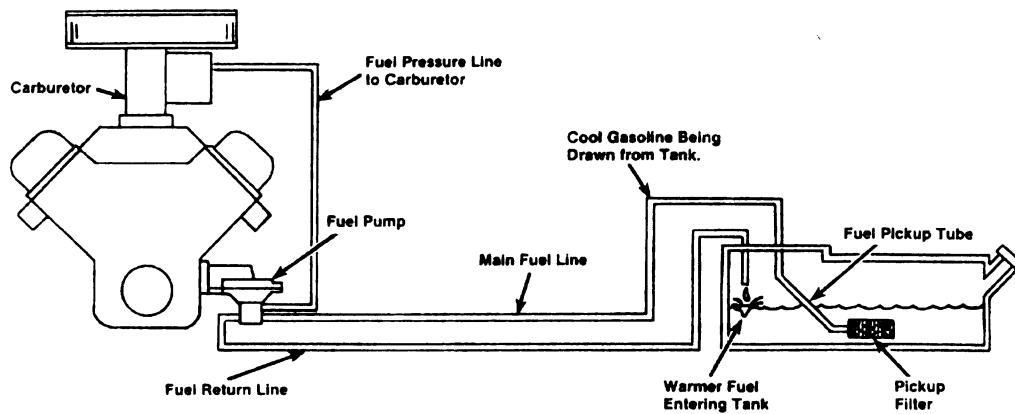 Carburetor
Fuel Pressure Line
to Carburetor
Cool Gasoline Being
Drawn from Tank.
Fuel Pump
Fuel Pickup Tube
Main Fuel Line
Fuel Return Line
Warmer Fuel
Entering Tank
Pickup
Filter